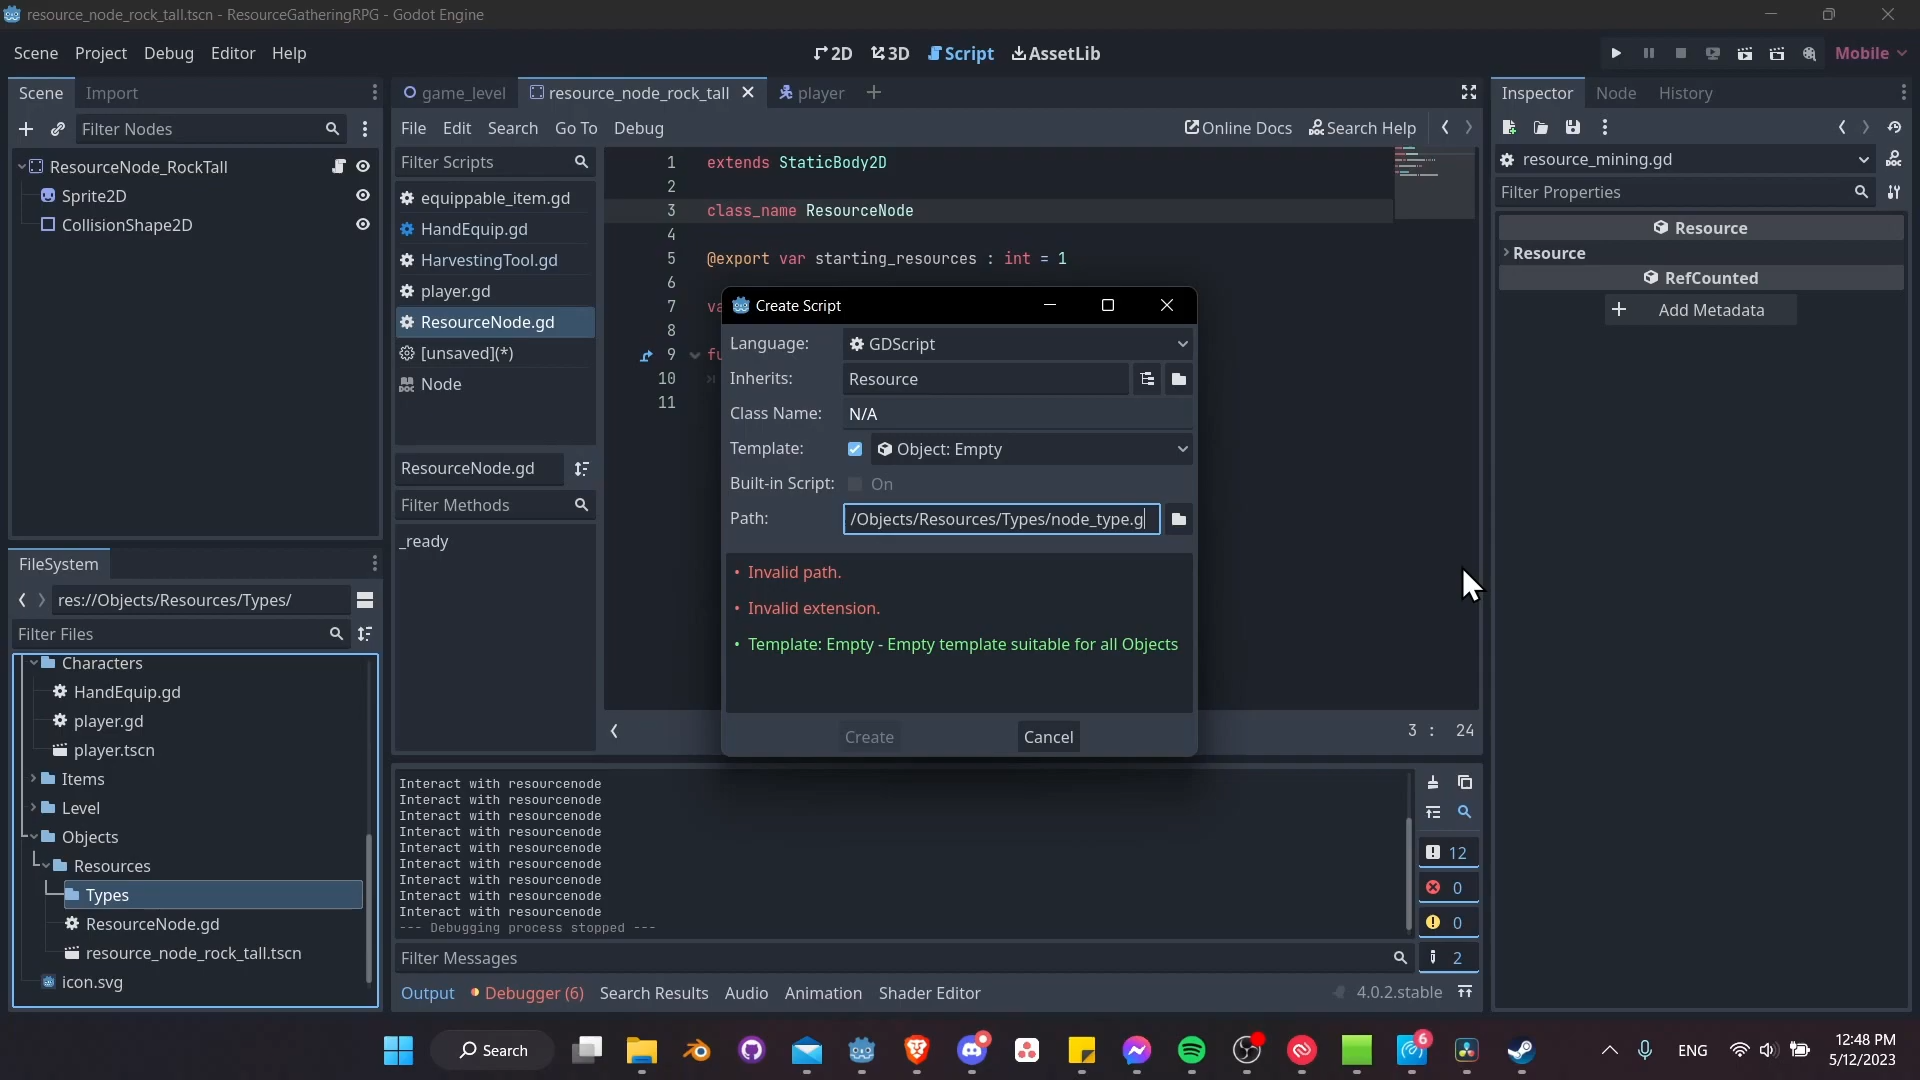 resource_node_rock_tall.tscn - ResourceGatheringRPG - Godot Engine
Scene Project Debug Editor Help
2D 3D Script AssetLib
Mobile
Scene Import
Filter Nodes
ResourceNode_RockTall
Sprite2D
CollisionShape2D
FileSystem
res://Objects/Resources/Types/
Filter Files
Characters
HandEquip.gd
player.gd
player.tscn
Items
Level
Objects
Resources
Types
ResourceNode.gd
resource_node_rock_tall.tscn
icon.svg
game_level resource_node_rock_tall player
File Edit Search Go To Debug
Online Docs Search Help
Filter Scripts
equippable_item.gd
HandEquip.gd
HarvestingTool.gd
player.gd
ResourceNode.gd
[unsaved](*)
Node
ResourceNode.gd
Filter Methods
_ready
1 extends StaticBody2D
2
3 class_name ResourceNode
4
5 @export var starting_resources : int = 1
6
7 va
8
9 fu
10
11
3 : 24
Create Script
Language: GDScript
Inherits: Resource
Class Name: N/A
Template: Object: Empty
Built-in Script: On
Path: /Objects/Resources/Types/node_type.g
• Invalid path.
• Invalid extension.
• Template: Empty - Empty template suitable for all Objects
Create Cancel
Interact with resourcenode
Interact with resourcenode
Interact with resourcenode
Interact with resourcenode
Interact with resourcenode
Interact with resourcenode
Interact with resourcenode
Interact with resourcenode
Interact with resourcenode
--- Debugging process stopped ---
Filter Messages
12
0
0
2
Output Debugger (6) Search Results Audio Animation Shader Editor
4.0.2.stable
Inspector Node History
resource_mining.gd
Filter Properties
Resource
Resource
RefCounted
Add Metadata
Search
6
ENG
12:48 PM
5/12/2023